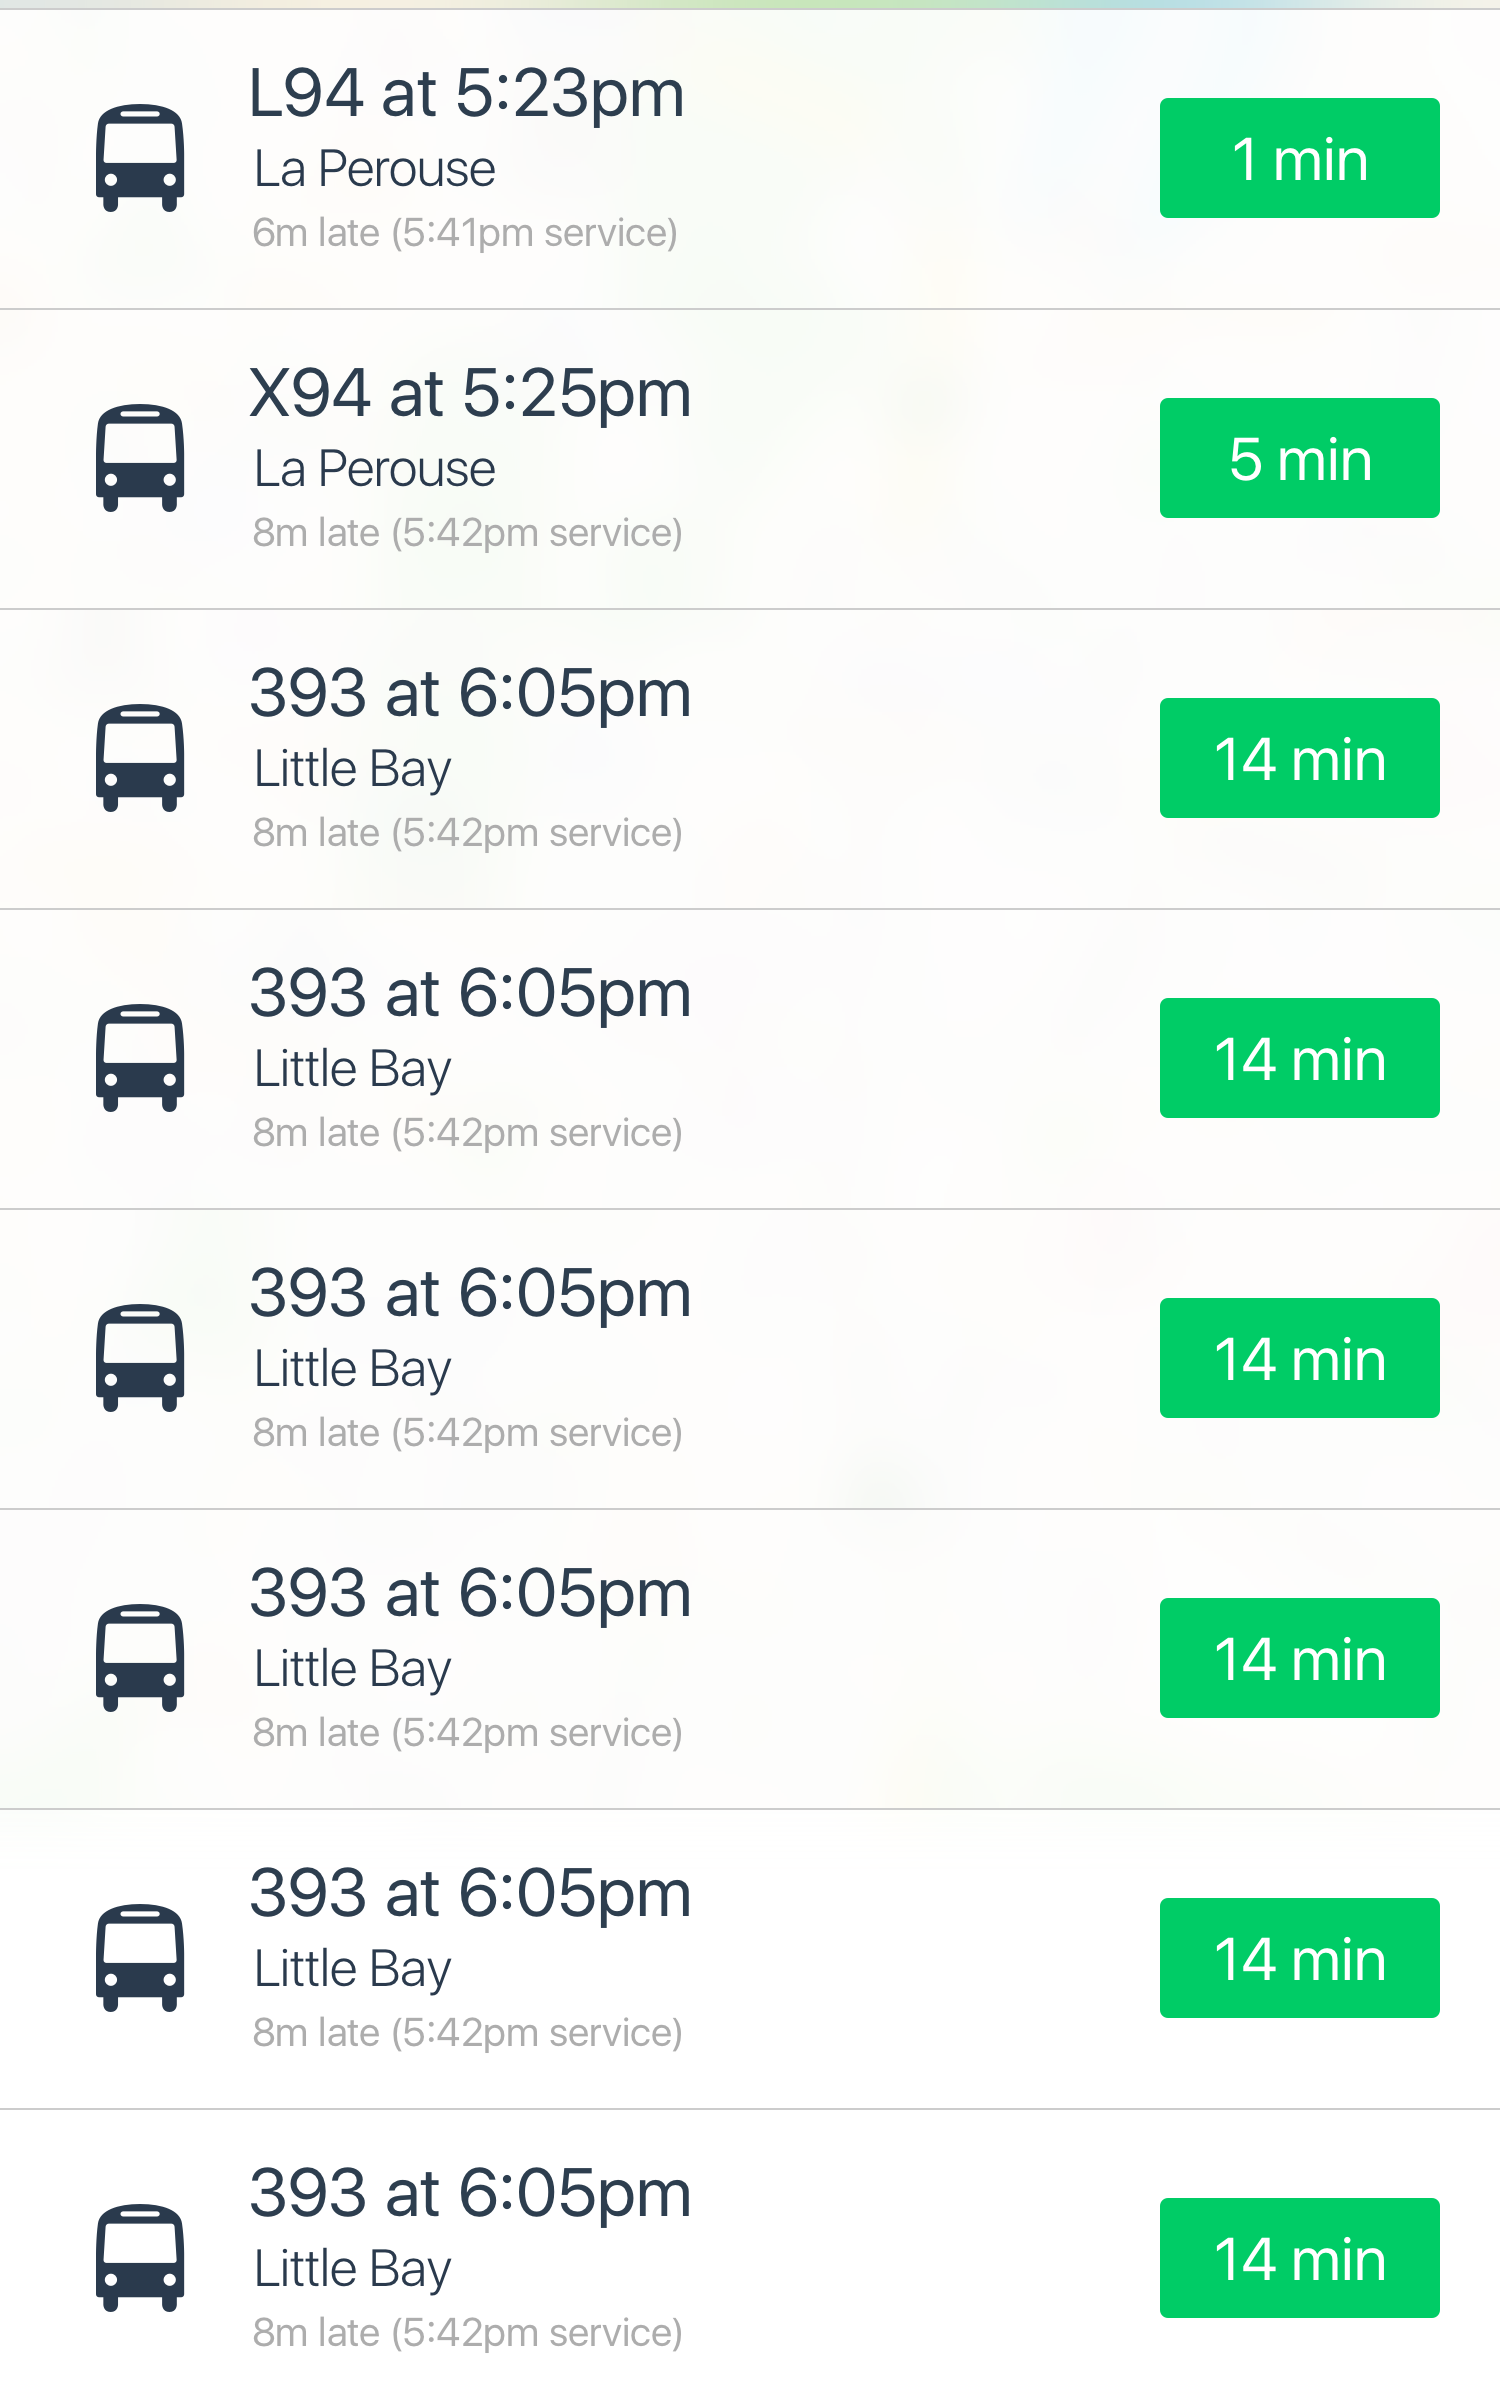 L94 at 5:23pm
La Perouse
6m late (5:41pm service)
1 min
X94 at 5:25pm
La Perouse
8m late (5:42pm service)
5 min
393 at 6:05pm
Little Bay
8m late (5:42pm service)
14 min
393 at 6:05pm
Little Bay
8m late (5:42pm service)
14 min
393 at 6:05pm
Little Bay
8m late (5:42pm service)
14 min
393 at 6:05pm
Little Bay
8m late (5:42pm service)
14 min
393 at 6:05pm
Little Bay
8m late (5:42pm service)
14 min
393 at 6:05pm
Little Bay
8m late (5:42pm service)
14 min